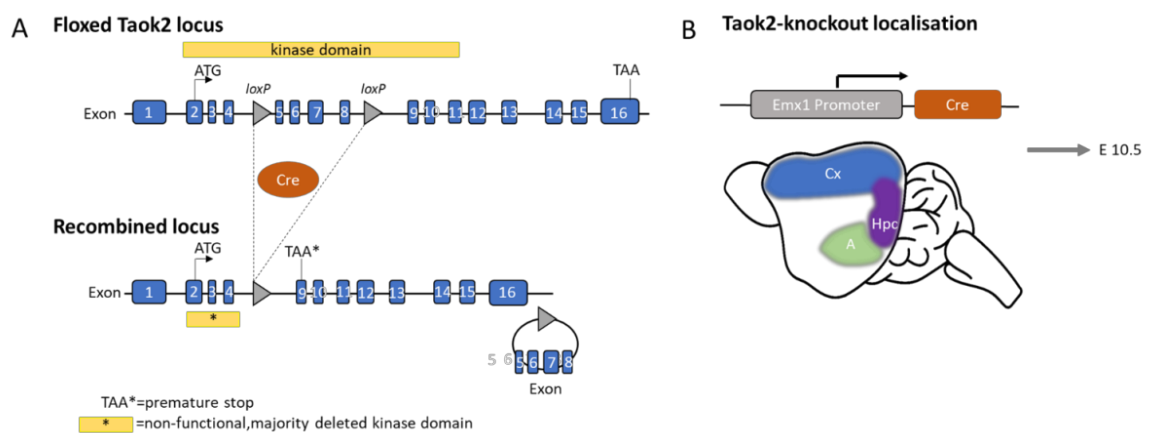 A
Floxed Taok2 locus
kinase domain
ATG
loxP
loxP
TAA
Exon
1 2 3 4 5 6 7 8 9 10 11 12 13 14 15 16
Cre
Recombined locus
ATG
TAA*
Exon
1 2 3 4 9 10 11 12 13 14 15 16
*
5 6 5 6 7 8
Exon
TAA*=premature stop
* =non-functional,majority deleted kinase domain
B
Taok2-knockout localisation
Emx1 Promoter
Cre
E 10.5
Cx
Hpc
A